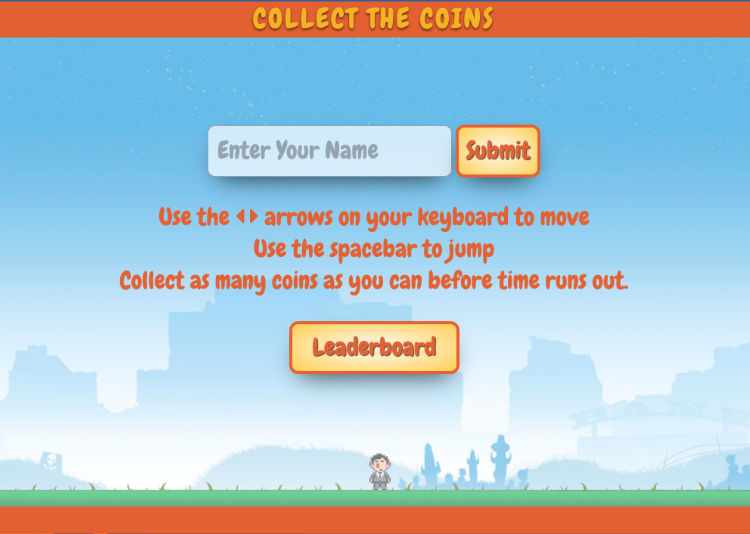 COLLECT THE COINS
Enter Your Name
Submit
Use the ◂ ▸ arrows on your keyboard to move
Use the spacebar to jump
Collect as many coins as you can before time runs out.
Leaderboard